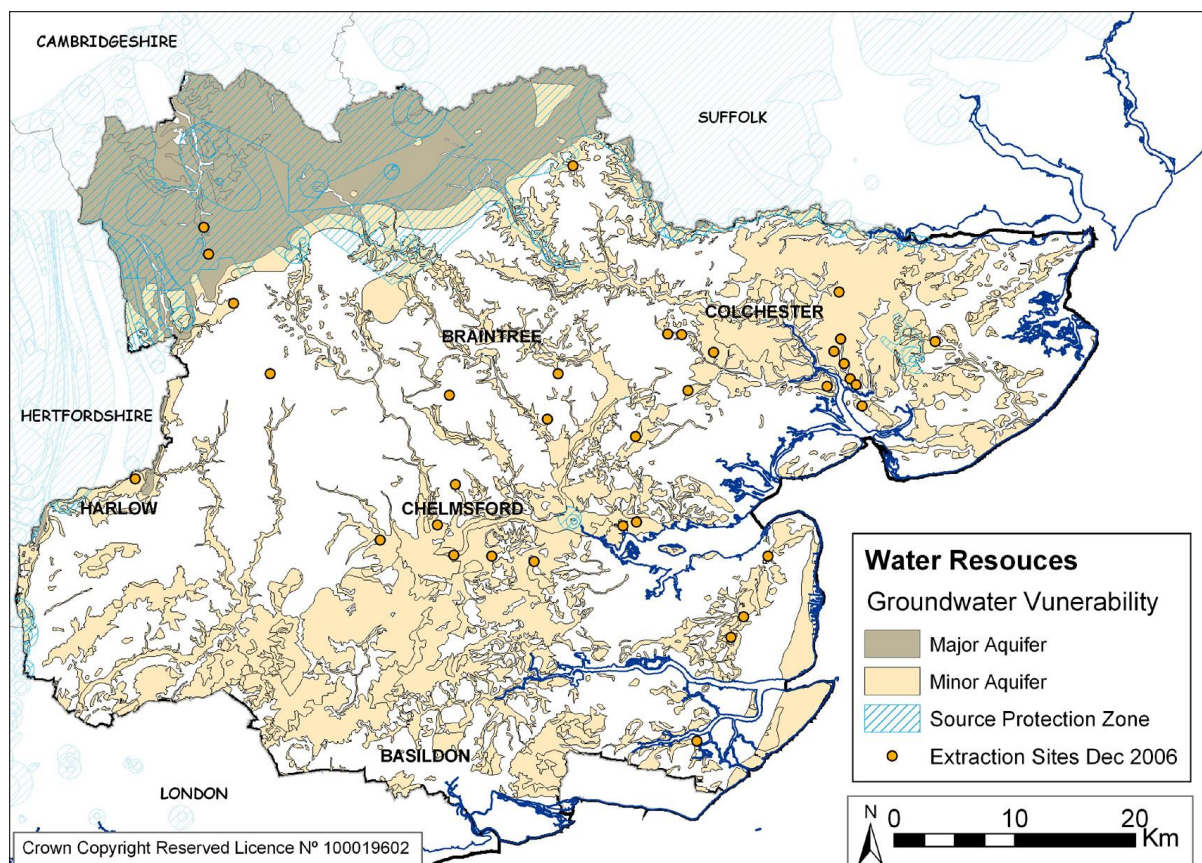 CAMBRIDGESHIRE
SUFFOLK
COLCHESTER
BRAINTREE
HERTFORDSHIRE
HARLOW
CHELMSFORD
BASILDON
LONDON
Water Resouces
Groundwater Vunerability
Major Aquifer
Minor Aquifer
Source Protection Zone
Extraction Sites Dec 2006
N
0 10 20
Km
Crown Copyright Reserved Licence Nº 100019602